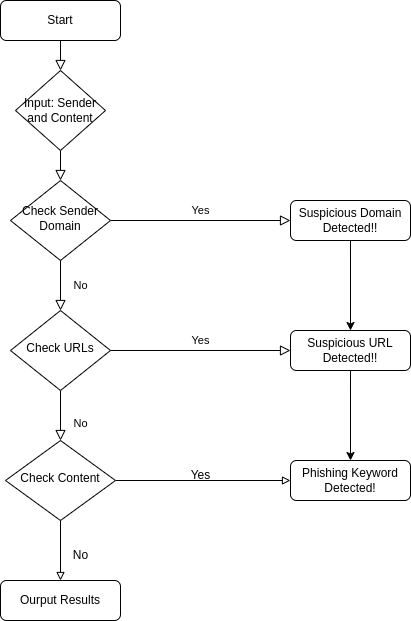 Start
Input: Sender
and Content
Check Sender
Domain
Yes
Suspicious Domain
Detected!!
No
Check URLs
Yes
Suspicious URL
Detected!!
No
Check Content
Yes
Phishing Keyword
Detected!
No
Ourput Results